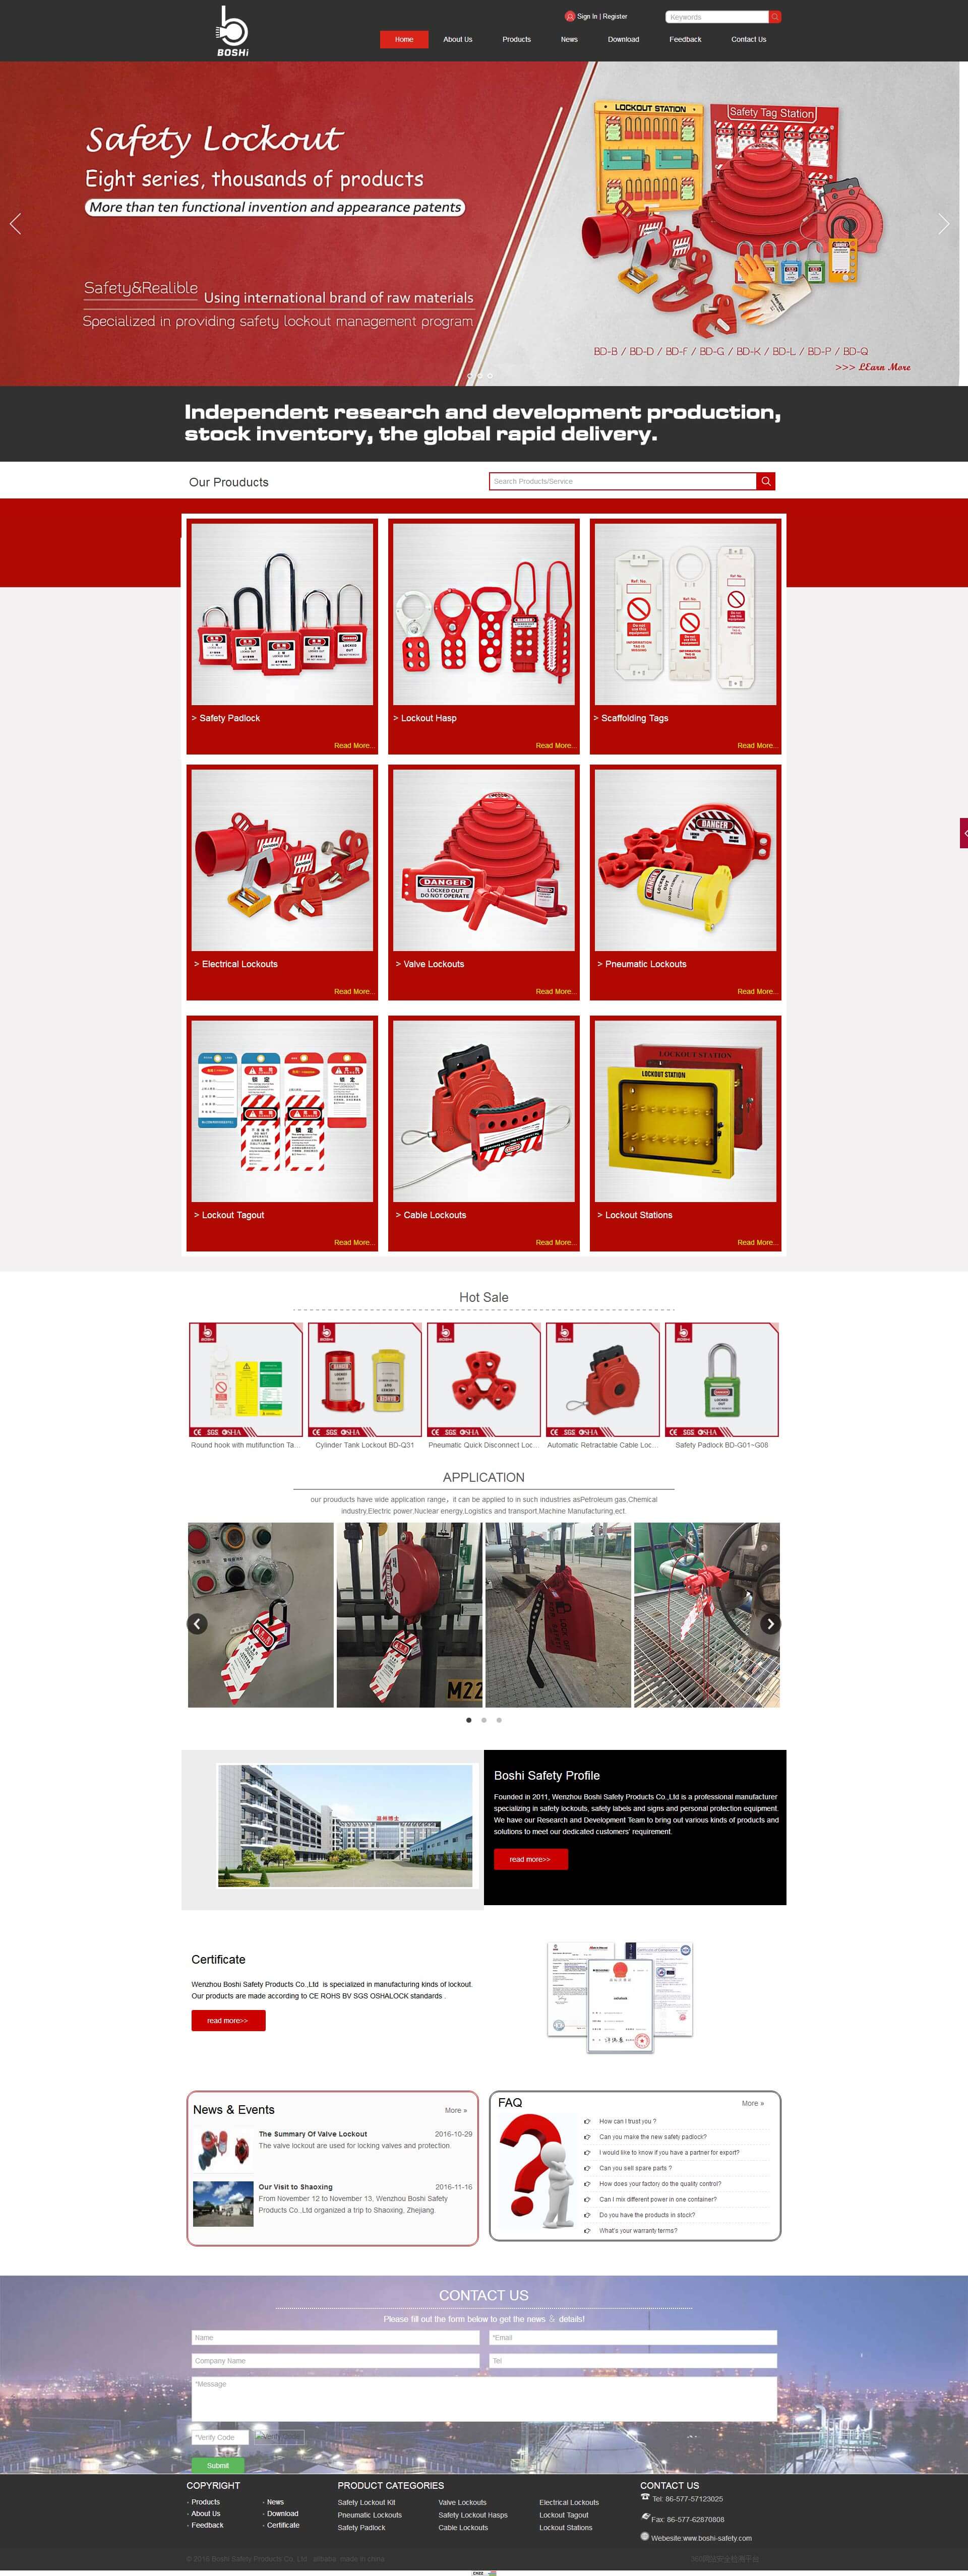 BOSHi
Sign In | Register
Keywords
Home
About Us
Products
News
Download
Feedback
Contact Us
Safety Lockout
Eight series, thousands of products
More than ten functional invention and appearance patents
Safety&Realible
Using international brand of raw materials
Specialized in providing safety lockout management program
LOCKOUT STATION
Safety Tag Station
BD-B / BD-D / BD-F / BD-G / BD-K / BD-L / BD-P / BD-Q
>>> LEarn More
Independent research and development production,
stock inventory, the global rapid delivery.
Our Prouducts
Search Products/Service
> Safety Padlock
Read More...
> Lockout Hasp
Read More...
> Scaffolding Tags
Read More...
> Electrical Lockouts
Read More...
DANGER
LOCKED OUT
DO NOT OPERATE
> Valve Lockouts
Read More...
DANGER
> Pneumatic Lockouts
Read More...
> Lockout Tagout
Read More...
> Cable Lockouts
Read More...
LOCKOUT STATION
LOCKOUT STATION
> Lockout Stations
Read More...
Hot Sale
Round hook with mutifunction Ta...
Cylinder Tank Lockout BD-Q31
Pneumatic Quick Disconnect Loc...
Automatic Retractable Cable Loc...
Safety Padlock BD-G01~G08
APPLICATION
our prouducts have wide application range，it can be applied to in such industries asPetroleum gas,Chemical
industry,Electric power,Nuclear energy,Logistics and transport,Machine Manufacturing,ect.
M22
Boshi Safety Profile
Founded in 2011, Wenzhou Boshi Safety Products Co.,Ltd is a professional manufacturer
specializing in safety lockouts, safety labels and signs and personal protection equipment.
We have our Research and Development Team to bring out various kinds of products and
solutions to meet our dedicated customers' requirement.
read more>>
Certificate
Wenzhou Boshi Safety Products Co.,Ltd is specialized in manufacturing kinds of lockout.
Our products are made according to CE ROHS BV SGS OSHALOCK standards .
read more>>
News & Events
More »
The Summary Of Valve Lockout
2016-10-29
The valve lockout are used for locking valves and protection.
Our Visit to Shaoxing
2016-11-16
From November 12 to November 13, Wenzhou Boshi Safety
Products Co.,Ltd organized a trip to Shaoxing, Zhejiang.
FAQ
More »
How can I trust you ?
Can you make the new safety padlock?
I would like to know if you have a partner for export?
Can you sell spare parts ?
How does your factory do the quality control?
Can I mix different power in one container?
Do you have the products in stock?
What's your warranty terms?
CONTACT US
Please fill out the form below to get the news ＆ details!
Name
*Email
Company Name
Tel
*Message
*Verify Code
Submit
COPYRIGHT
Products
News
About Us
Download
Feedback
Certificate
PRODUCT CATEGORIES
Safety Lockout Kit
Valve Lockouts
Electrical Lockouts
Pneumatic Lockouts
Safety Lockout Hasps
Lockout Tagout
Safety Padlock
Cable Lockouts
Lockout Stations
CONTACT US
Tel: 86-577-57123025
Fax: 86-577-62870808
Webesite:www.boshi-safety.com